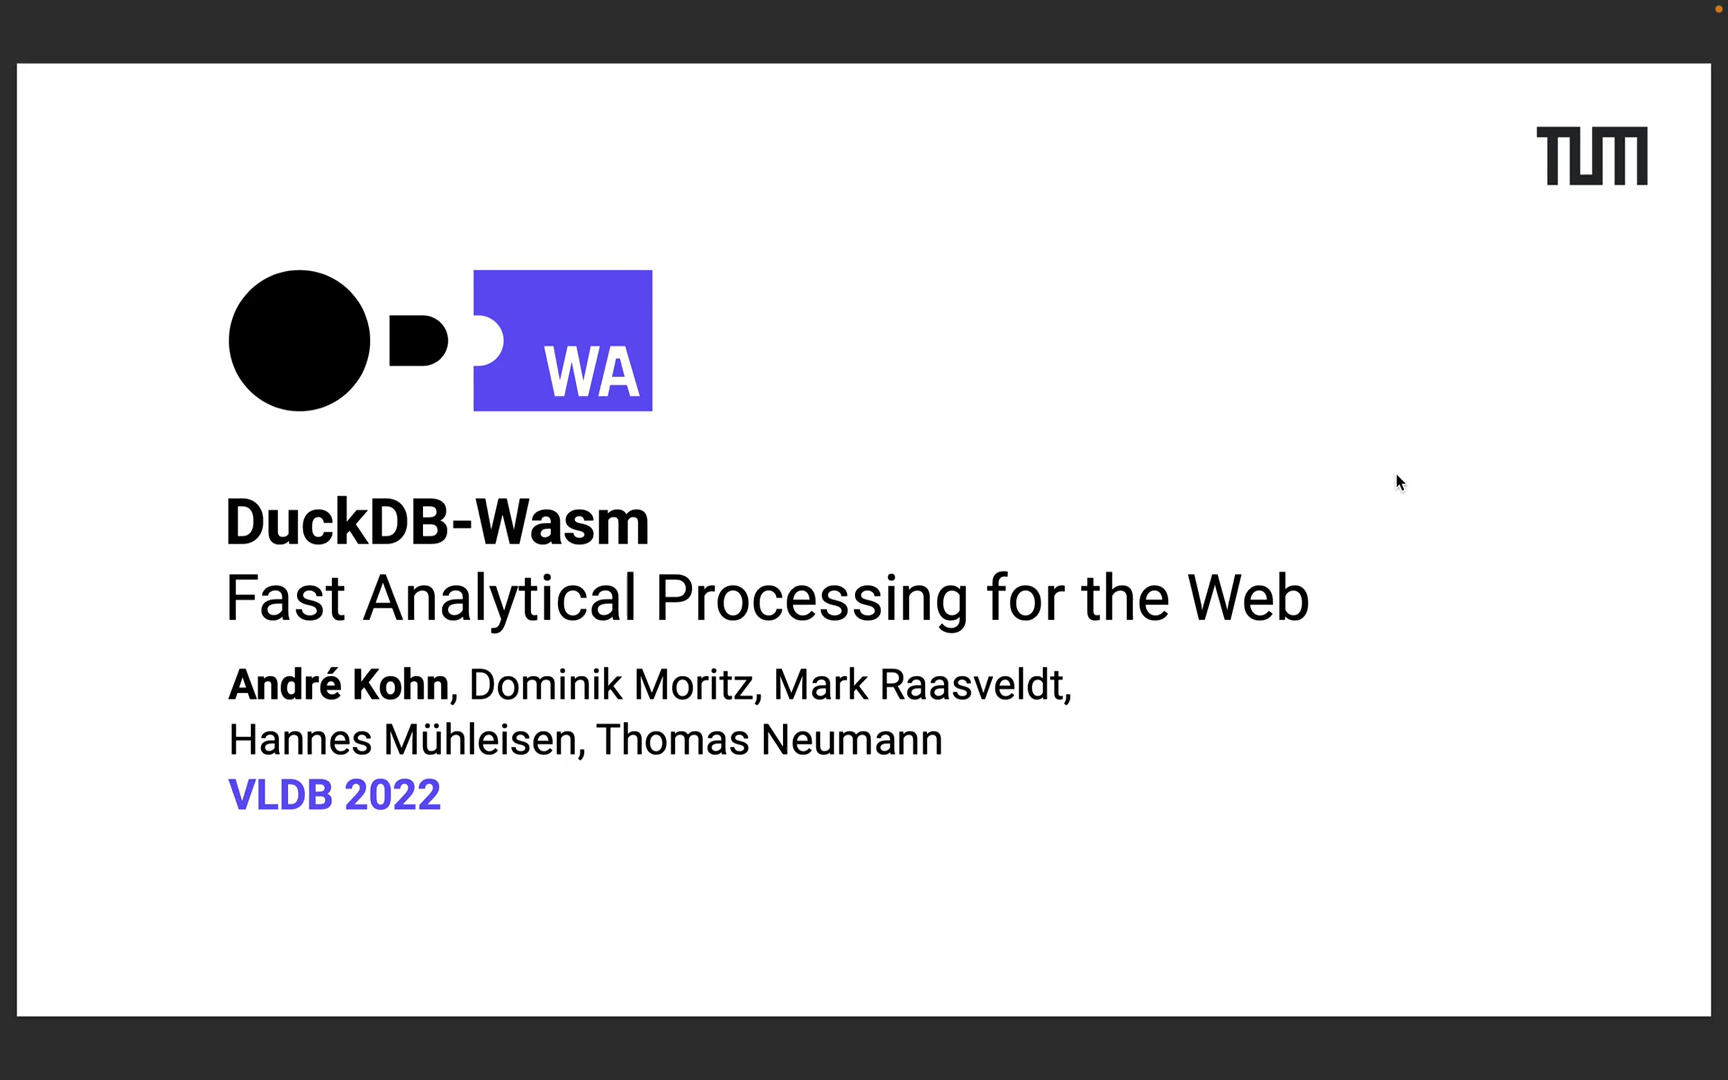 TUM
WA
DuckDB-Wasm
Fast Analytical Processing for the Web
André Kohn, Dominik Moritz, Mark Raasveldt,
Hannes Mühleisen, Thomas Neumann
VLDB 2022